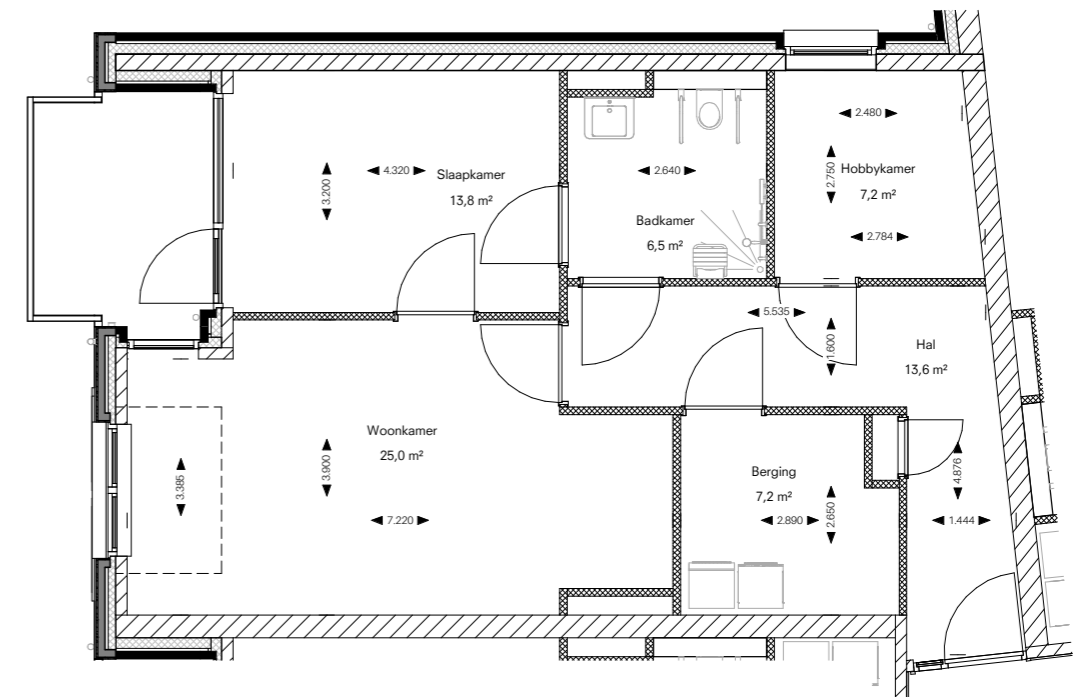 2.480
4.320
3.200
Slaapkamer
13,8 m²
2.640
2.750
Hobbykamer
7,2 m²
Badkamer
6,5 m²
2.784
5.535
1.600
Hal
13,6 m²
Woonkamer
25,0 m²
3.900
3.385
7.220
Berging
7,2 m²
2.890
2.650
4.876
1.444